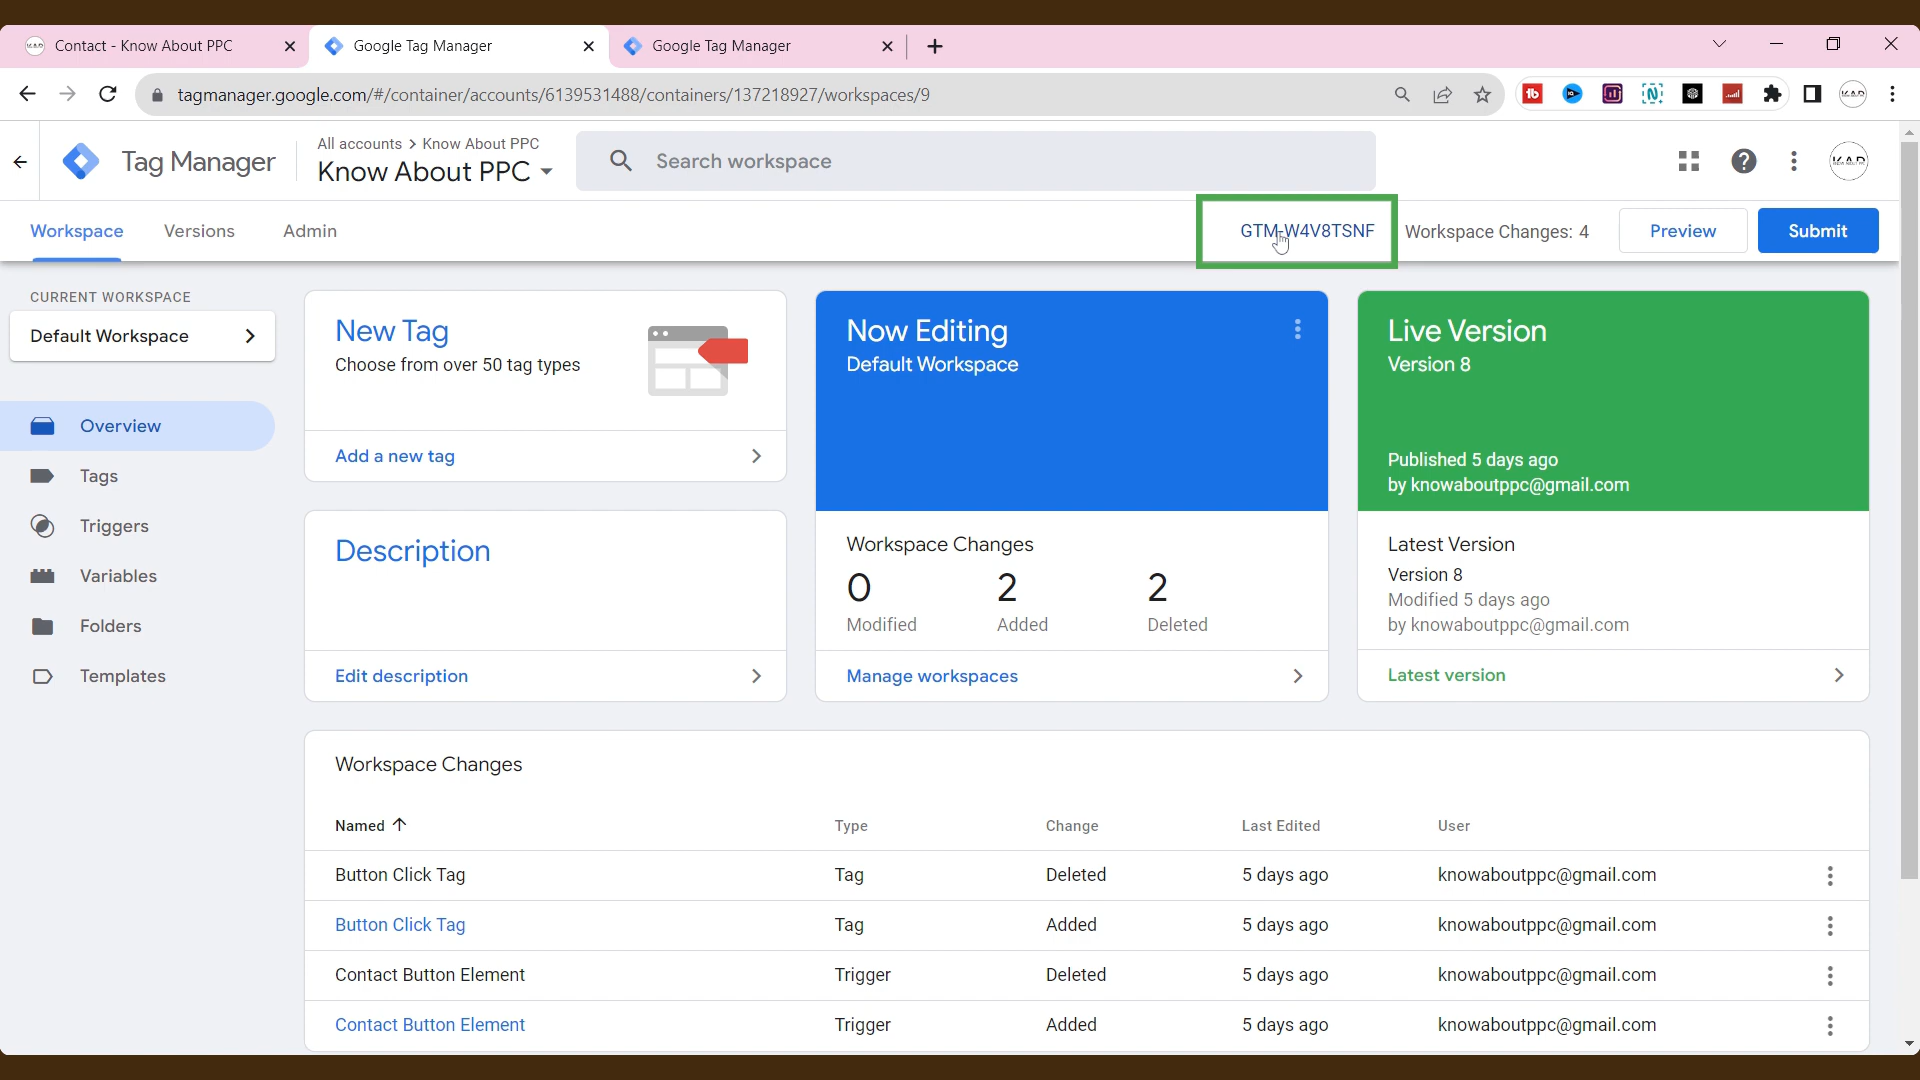 Contact - Know About PPC
Google Tag Manager
Google Tag Manager
tagmanager.google.com/#/container/accounts/6139531488/containers/137218927/workspaces/9
Tag Manager
All accounts > Know About PPC
Know About PPC
Search workspace
Workspace
Versions
Admin
GTM-W4V8TSNF
Workspace Changes: 4
Preview
Submit
CURRENT WORKSPACE
Default Workspace
Overview
Tags
Triggers
Variables
Folders
Templates
New Tag
Choose from over 50 tag types
Add a new tag
Description
Edit description
Now Editing
Default Workspace
Workspace Changes
0 2 2
Modified Added Deleted
Manage workspaces
Live Version
Version 8
Published 5 days ago
by knowaboutppc@gmail.com
Latest Version
Version 8
Modified 5 days ago
by knowaboutppc@gmail.com
Latest version
Workspace Changes
Named Type Change Last Edited User
Button Click Tag Tag Deleted 5 days ago knowaboutppc@gmail.com
Button Click Tag Tag Added 5 days ago knowaboutppc@gmail.com
Contact Button Element Trigger Deleted 5 days ago knowaboutppc@gmail.com
Contact Button Element Trigger Added 5 days ago knowaboutppc@gmail.com